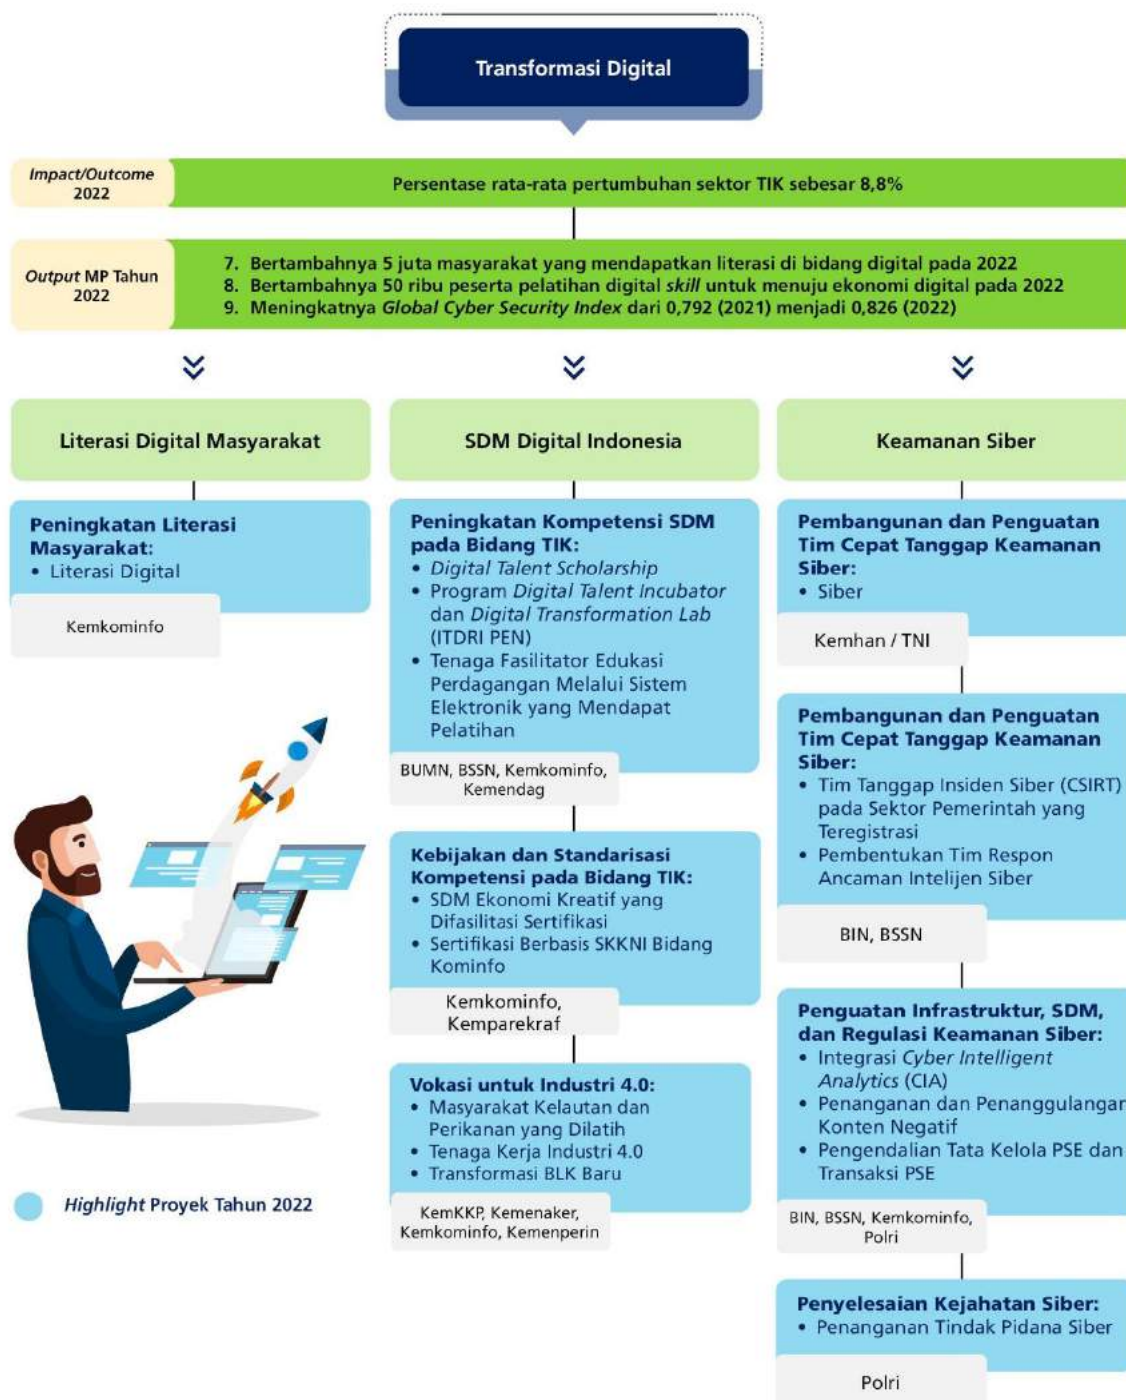 Transformasi Digital
Impact/Outcome
2022
Persentase rata-rata pertumbuhan sektor TIK sebesar 8,8%
Output MP Tahun
2022
7. Bertambahnya 5 juta masyarakat yang mendapatkan literasi di bidang digital pada 2022
8. Bertambahnya 50 ribu peserta pelatihan digital skill untuk menuju ekonomi digital pada 2022
9. Meningkatnya Global Cyber Security Index dari 0,792 (2021) menjadi 0,826 (2022)
Literasi Digital Masyarakat
Peningkatan Literasi
Masyarakat:
• Literasi Digital
Kemkominfo
Highlight Proyek Tahun 2022
SDM Digital Indonesia
Peningkatan Kompetensi SDM
pada Bidang TIK:
• Digital Talent Scholarship
• Program Digital Talent Incubator
dan Digital Transformation Lab
(ITDRI PEN)
• Tenaga Fasilitator Edukasi
Perdagangan Melalui Sistem
Elektronik yang Mendapat
Pelatihan
BUMN, BSSN, Kemkominfo,
Kemendag
Kebijakan dan Standarisasi
Kompetensi pada Bidang TIK:
• SDM Ekonomi Kreatif yang
Difasilitasi Sertifikasi
• Sertifikasi Berbasis SKKNI Bidang
Kominfo
Kemkominfo,
Kemparekraf
Vokasi untuk Industri 4.0:
• Masyarakat Kelautan dan
Perikanan yang Dilatih
• Tenaga Kerja Industri 4.0
• Transformasi BLK Baru
KemKKP, Kemenaker,
Kemkominfo, Kemenperin
Keamanan Siber
Pembangunan dan Penguatan
Tim Cepat Tanggap Keamanan
Siber:
• Siber
Kemhan / TNI
Pembangunan dan Penguatan
Tim Cepat Tanggap Keamanan
Siber:
• Tim Tanggap Insiden Siber (CSIRT)
pada Sektor Pemerintah yang
Teregistrasi
• Pembentukan Tim Respon
Ancaman Intelijen Siber
BIN, BSSN
Penguatan Infrastruktur, SDM,
dan Regulasi Keamanan Siber:
• Integrasi Cyber Intelligent
Analytics (CIA)
• Penanganan dan Penanggulangan
Konten Negatif
• Pengendalian Tata Kelola PSE dan
Transaksi PSE
BIN, BSSN, Kemkominfo,
Polri
Penyelesaian Kejahatan Siber:
• Penanganan Tindak Pidana Siber
Polri